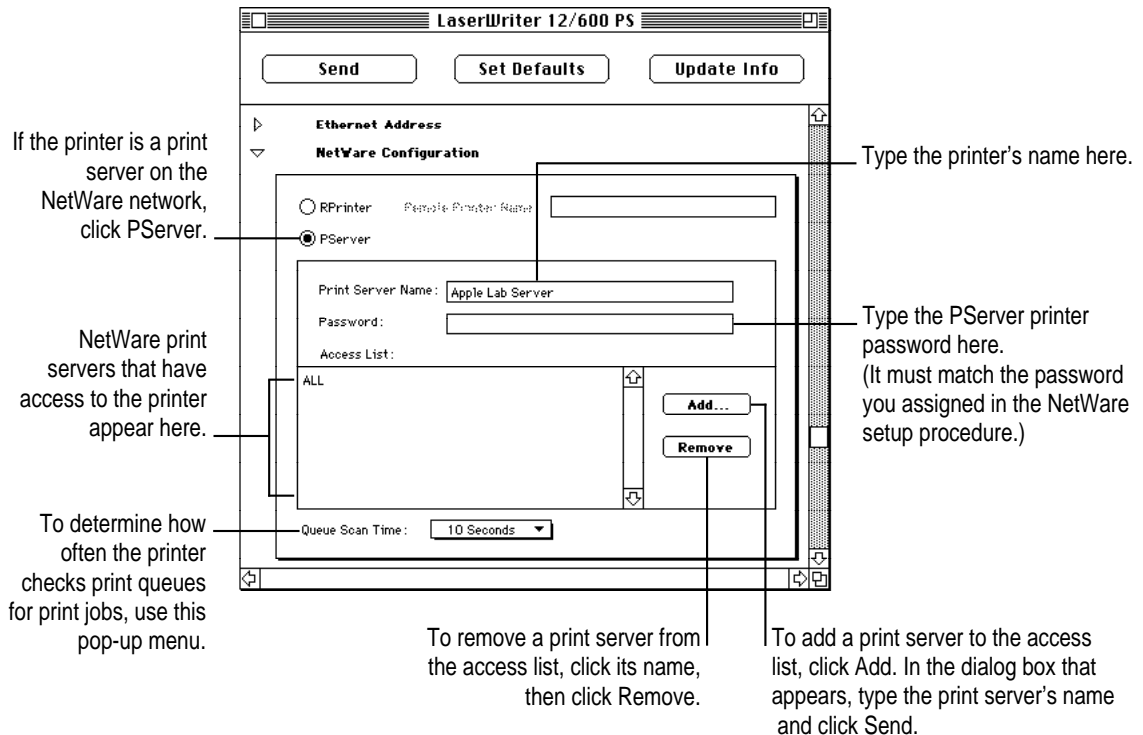 LaserWriter 12/600 PS
Send
Set Defaults
Update Info
Ethernet Address
NetWare Configuration
RPrinter
Remote Printer Name
PServer
Print Server Name:
Apple Lab Server
Password:
Access List:
ALL
Add...
Remove
Queue Scan Time:
10 Seconds
If the printer is a print
server on the
NetWare network,
click PServer.
NetWare print
servers that have
access to the printer
appear here.
To determine how
often the printer
checks print queues
for print jobs, use this
pop-up menu.
Type the printer’s name here.
Type the PServer printer
password here.
(It must match the password
you assigned in the NetWare
setup procedure.)
To remove a print server from
the access list, click its name,
then click Remove.
To add a print server to the access
list, click Add. In the dialog box that
appears, type the print server’s name
and click Send.